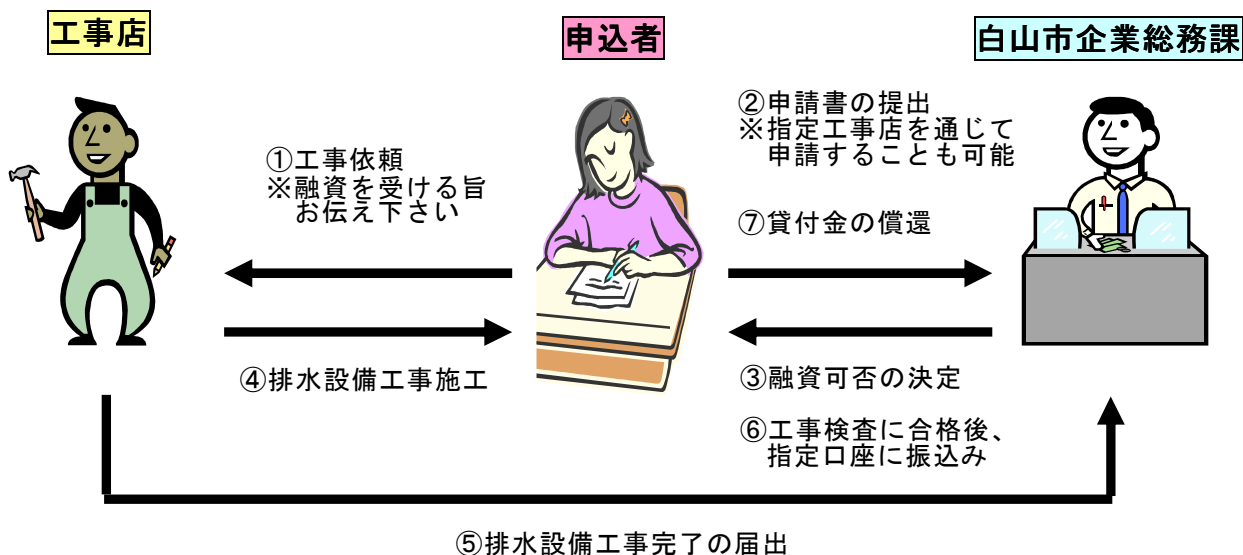 工事店
申込者
白山市企業総務課
①工事依頼
※融資を受ける旨
お伝え下さい
②申請書の提出
※指定工事店を通じて
申請することも可能
⑦貸付金の償還
④排水設備工事施工
③融資可否の決定
⑥工事検査に合格後、
指定口座に振込み
⑤排水設備工事完了の届出